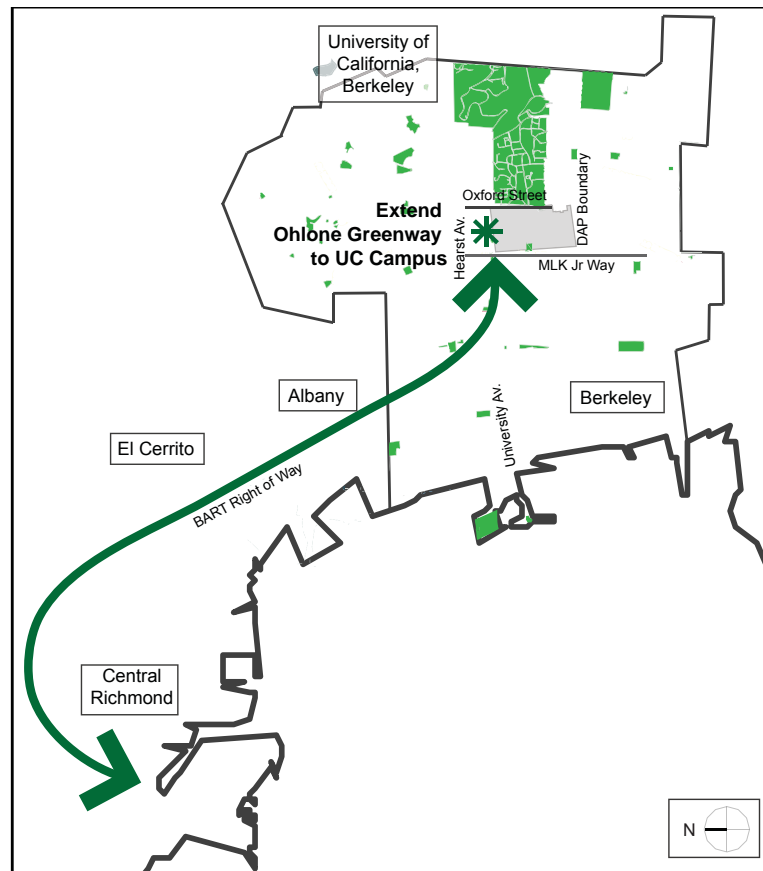 University of
California,
Berkeley
Oxford Street
DAP Boundary
Extend
Ohlone Greenway
to UC Campus
Hearst Av.
MLK Jr Way
Albany
Berkeley
University Av.
El Cerrito
BART Right of Way
Central
Richmond
N